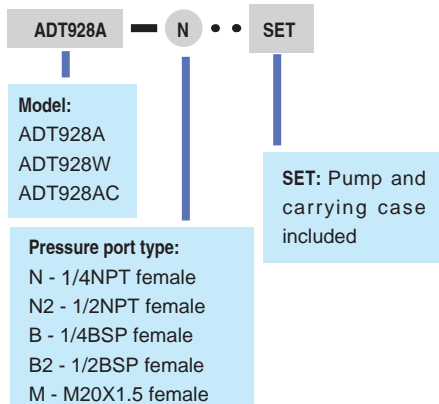 ADT928A — N • • SET
Model:
ADT928A
ADT928W
ADT928AC
SET: Pump and
carrying case
included
Pressure port type:
N - 1/4NPT female
N2 - 1/2NPT female
B - 1/4BSP female
B2 - 1/2BSP female
M - M20X1.5 female